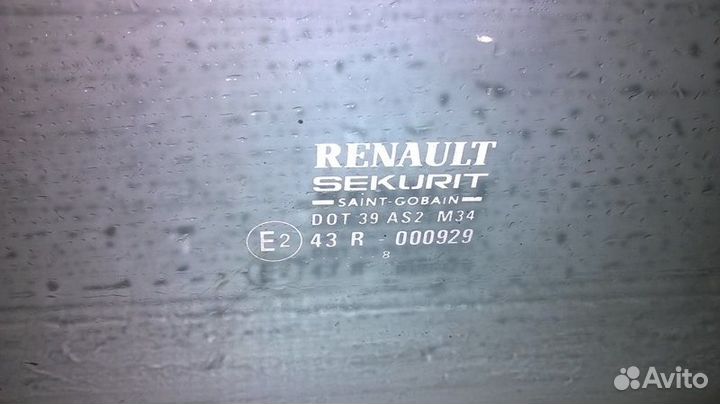 RENAULT
SEKURIT
SAINT-GOBAIN
DOT 39 AS2 M34
E2 43 R - 000929
8
Avito